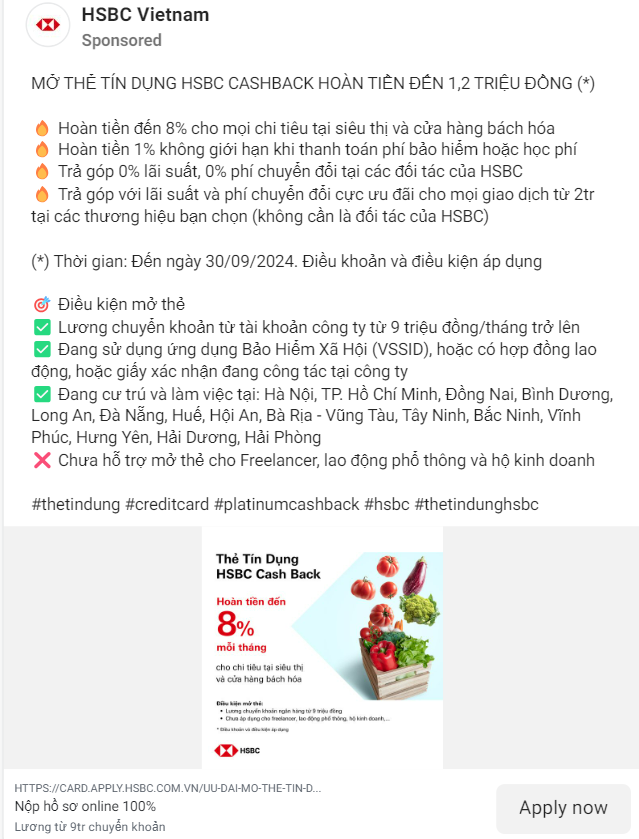 HSBC Vietnam
Sponsored
MỞ THẺ TÍN DỤNG HSBC CASHBACK HOÀN TIỀN ĐẾN 1,2 TRIỆU ĐỒNG (*)
🔥 Hoàn tiền đến 8% cho mọi chi tiêu tại siêu thị và cửa hàng bách hóa
🔥 Hoàn tiền 1% không giới hạn khi thanh toán phí bảo hiểm hoặc học phí
🔥 Trả góp 0% lãi suất, 0% phí chuyển đổi tại các đối tác của HSBC
🔥 Trả góp với lãi suất và phí chuyển đổi cực ưu đãi cho mọi giao dịch từ 2tr
tại các thương hiệu bạn chọn (không cần là đối tác của HSBC)
(*) Thời gian: Đến ngày 30/09/2024. Điều khoản và điều kiện áp dụng
🎯 Điều kiện mở thẻ
✅ Lương chuyển khoản từ tài khoản công ty từ 9 triệu đồng/tháng trở lên
✅ Đang sử dụng ứng dụng Bảo Hiểm Xã Hội (VSSID), hoặc có hợp đồng lao
động, hoặc giấy xác nhận đang công tác tại công ty
✅ Đang cư trú và làm việc tại: Hà Nội, TP. Hồ Chí Minh, Đồng Nai, Bình Dương,
Long An, Đà Nẵng, Huế, Hội An, Bà Rịa - Vũng Tàu, Tây Ninh, Bắc Ninh, Vĩnh
Phúc, Hưng Yên, Hải Dương, Hải Phòng
❌ Chưa hỗ trợ mở thẻ cho Freelancer, lao động phổ thông và hộ kinh doanh
#thetindung #creditcard #platinumcashback #hsbc #thetindunghsbc
Thẻ Tín Dụng
HSBC Cash Back
Hoàn tiền đến
8%
mỗi tháng
cho chi tiêu tại siêu thị
và cửa hàng bách hóa
Điều kiện mở thẻ:
• Lương chuyển khoản ngân hàng từ 9 triệu đồng
• Chưa áp dụng cho freelancer, lao động phổ thông, hộ kinh doanh,...
* Điều khoản và điều kiện áp dụng
HSBC
HTTPS://CARD.APPLY.HSBC.COM.VN/UU-DAI-MO-THE-TIN-D...
Nộp hồ sơ online 100%
Lương từ 9tr chuyển khoản
Apply now